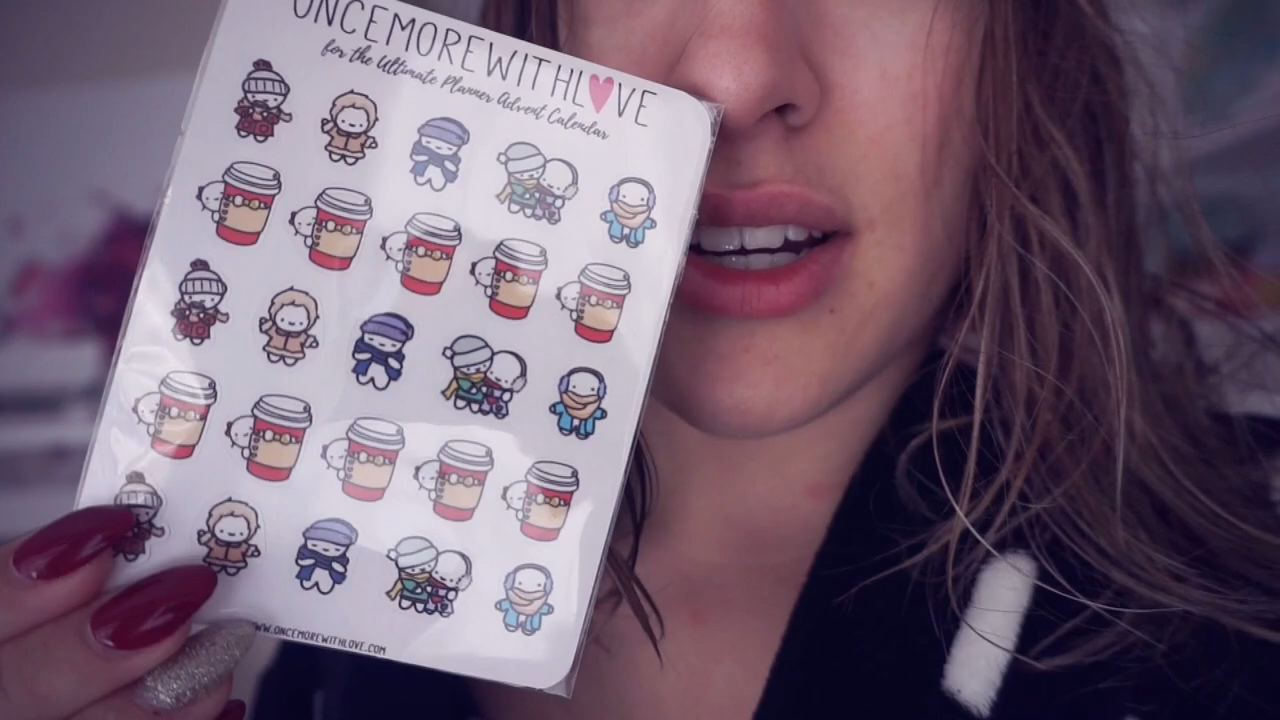 ONCEMOREWITHLOVE
for the Ultimate Planner Advent Calendar
WWW.ONCEMOREWITHLOVE.COM